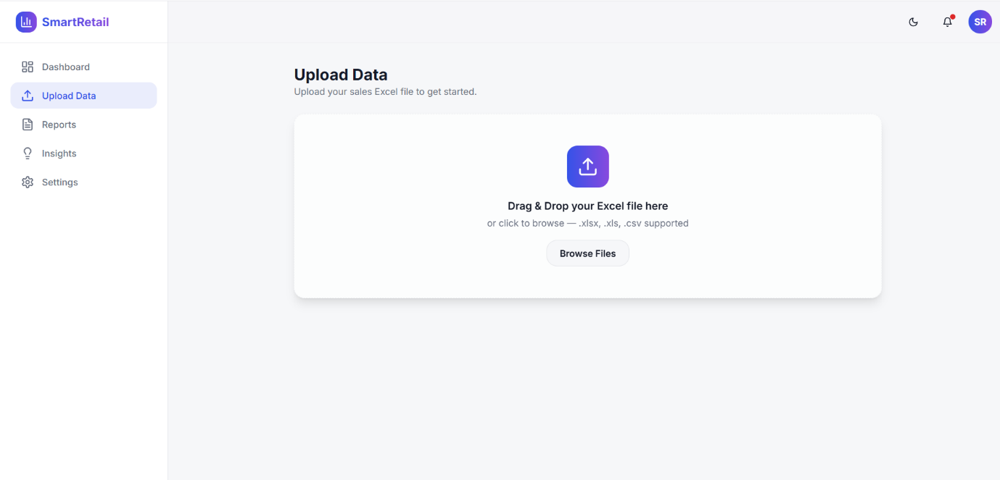 SmartRetail
SR
Dashboard
Upload Data
Reports
Insights
Settings
Upload Data
Upload your sales Excel file to get started.
Drag & Drop your Excel file here
or click to browse — .xlsx, .xls, .csv supported
Browse Files